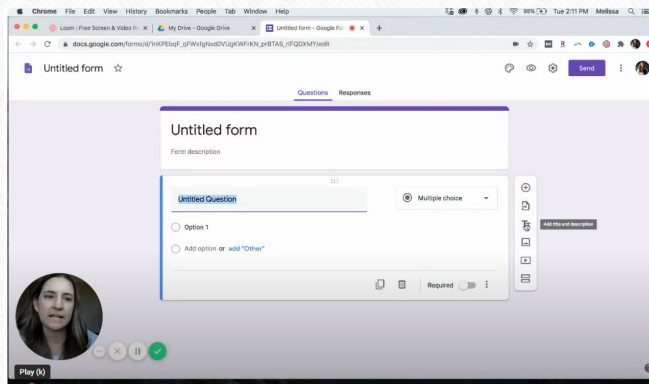 Chrome File Edit View History Bookmarks People Tab Window Help 80% Tue 2:11 PM Melissa
Loom : Free Screen & Video Re × My Drive - Google Drive × Untitled form - Google For ×
docs.google.com/forms/d/1nKPEbqF_qFWxfgNxd0VUgKWFrKN_prBTAS_rIFQDXMY/edit
Untitled form Send
Questions Responses
Untitled form
Form description
Untitled Question Multiple choice
Option 1
Add title and description
Add option or add "Other"
Required
Play (k)